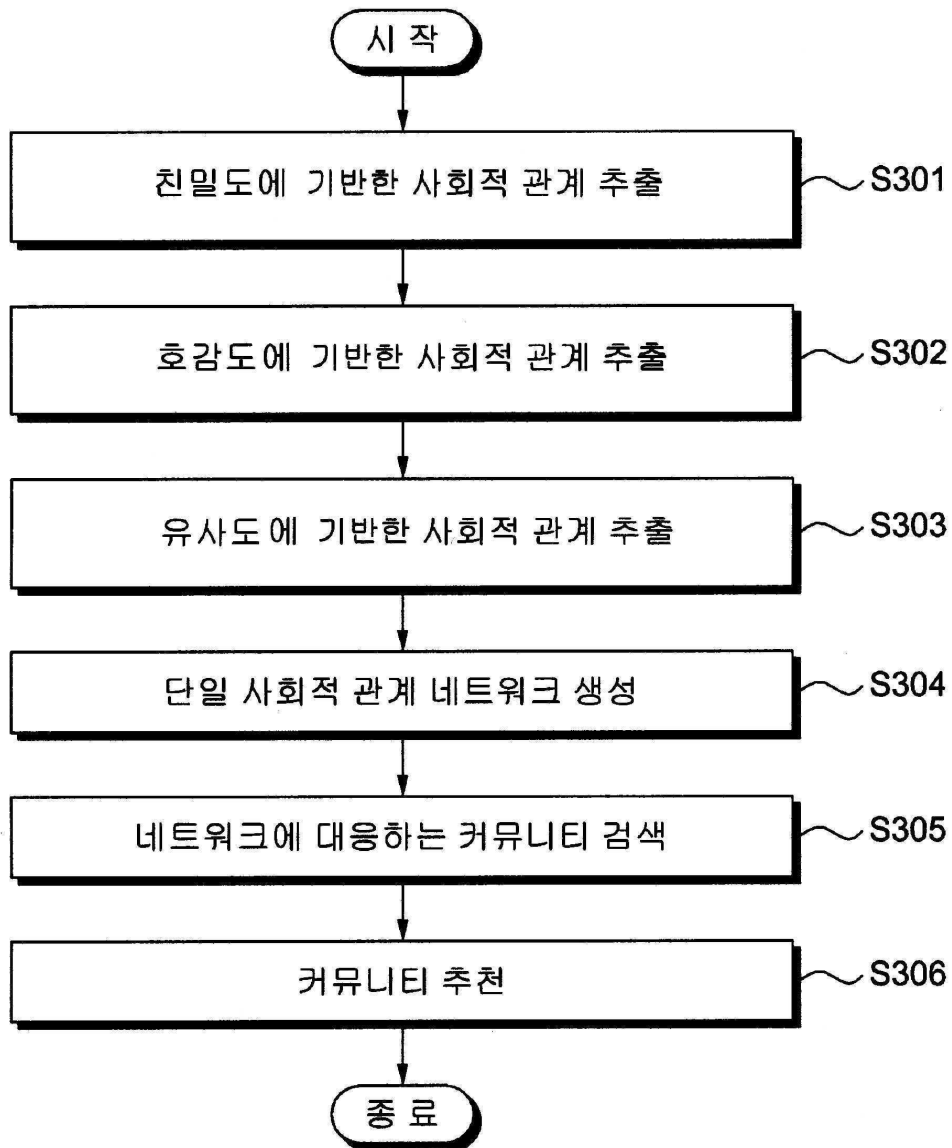 시 작
친밀도에 기반한 사회적 관계 추출
S301
호감도에 기반한 사회적 관계 추출
S302
유사도에 기반한 사회적 관계 추출
S303
단일 사회적 관계 네트워크 생성
S304
네트워크에 대응하는 커뮤니티 검색
S305
커뮤니티 추천
S306
종 료